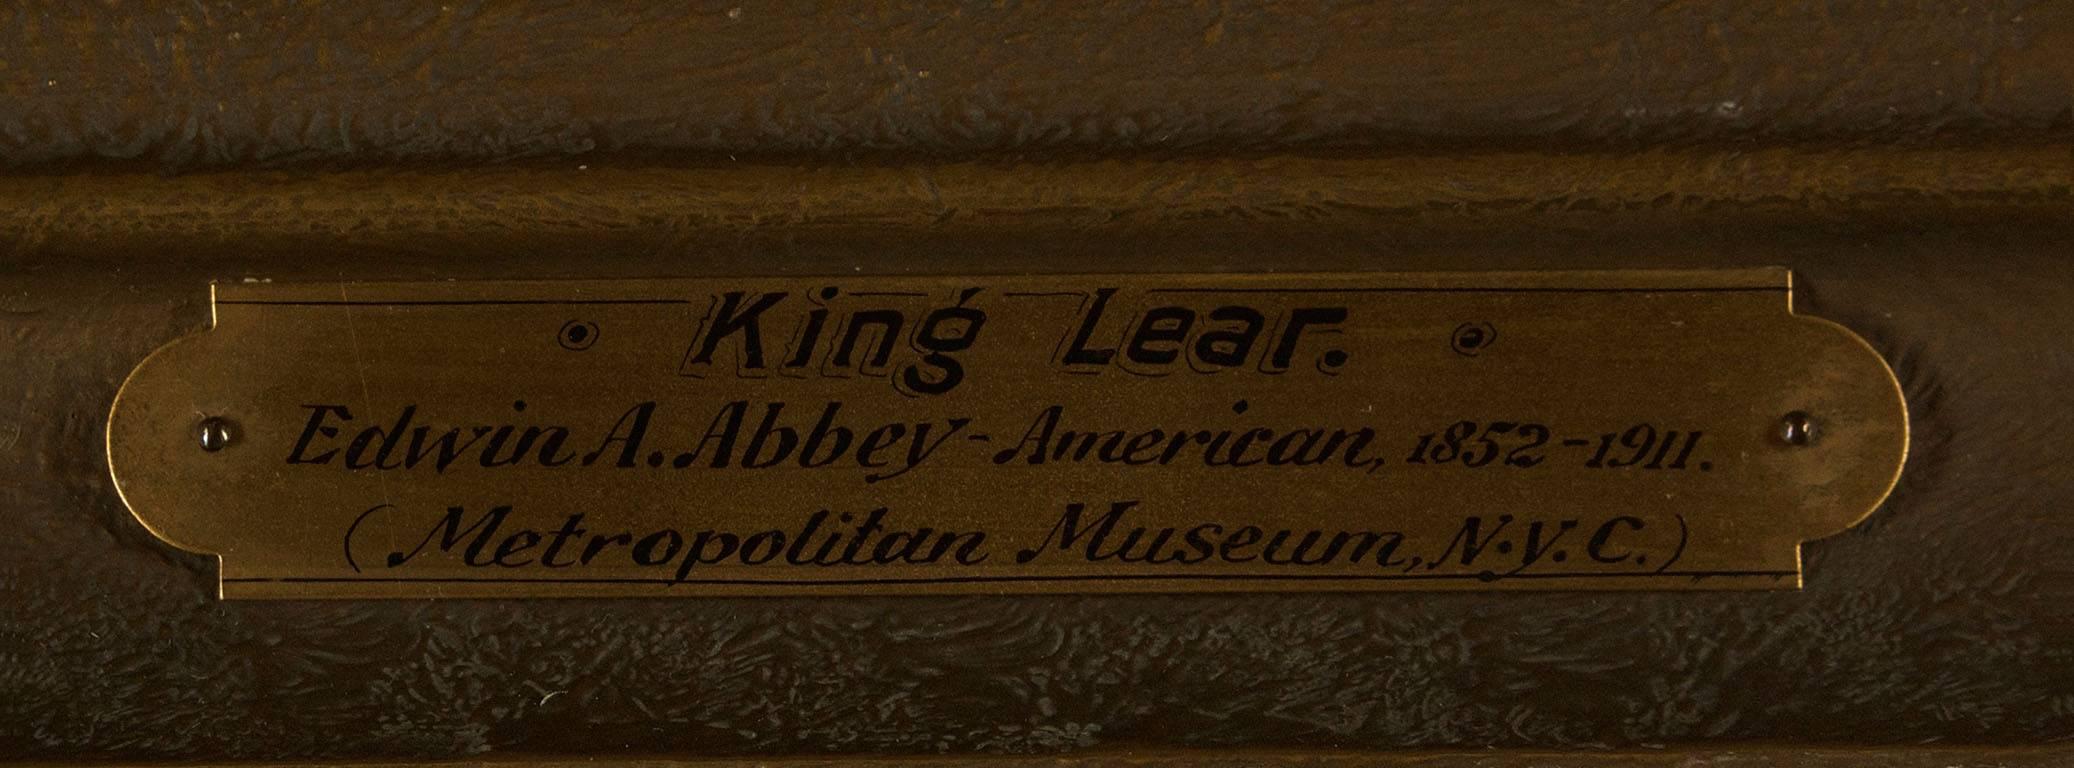 King Lear.
Edwin A. Abbey - American, 1852-1911.
(Metropolitan Museum, N.Y.C.)